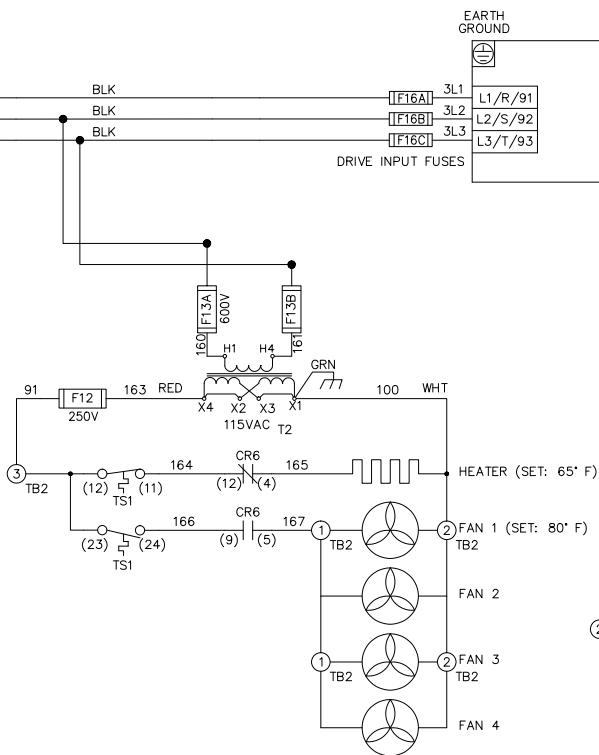 EARTH
GROUND
BLK F16A 3L1 L1/R/91
BLK F16B 3L2 L2/S/92
BLK F16C 3L3 L3/T/93
DRIVE INPUT FUSES
F13A 600V F13B
160 H1 H4 161
GRN
91 F12 163 RED X4 X2 X3 X1 100 WHT
250V 115VAC T2
3 TB2 (12) (11) 164 CR6 (12) (4) 165 HEATER (SET: 65° F)
TS1
(23) (24) 166 CR6 (9) (5) 167 1 TB2 2 TB2 FAN 1 (SET: 80° F)
TS1
FAN 2
2
1 TB2 2 TB2 FAN 3
FAN 4